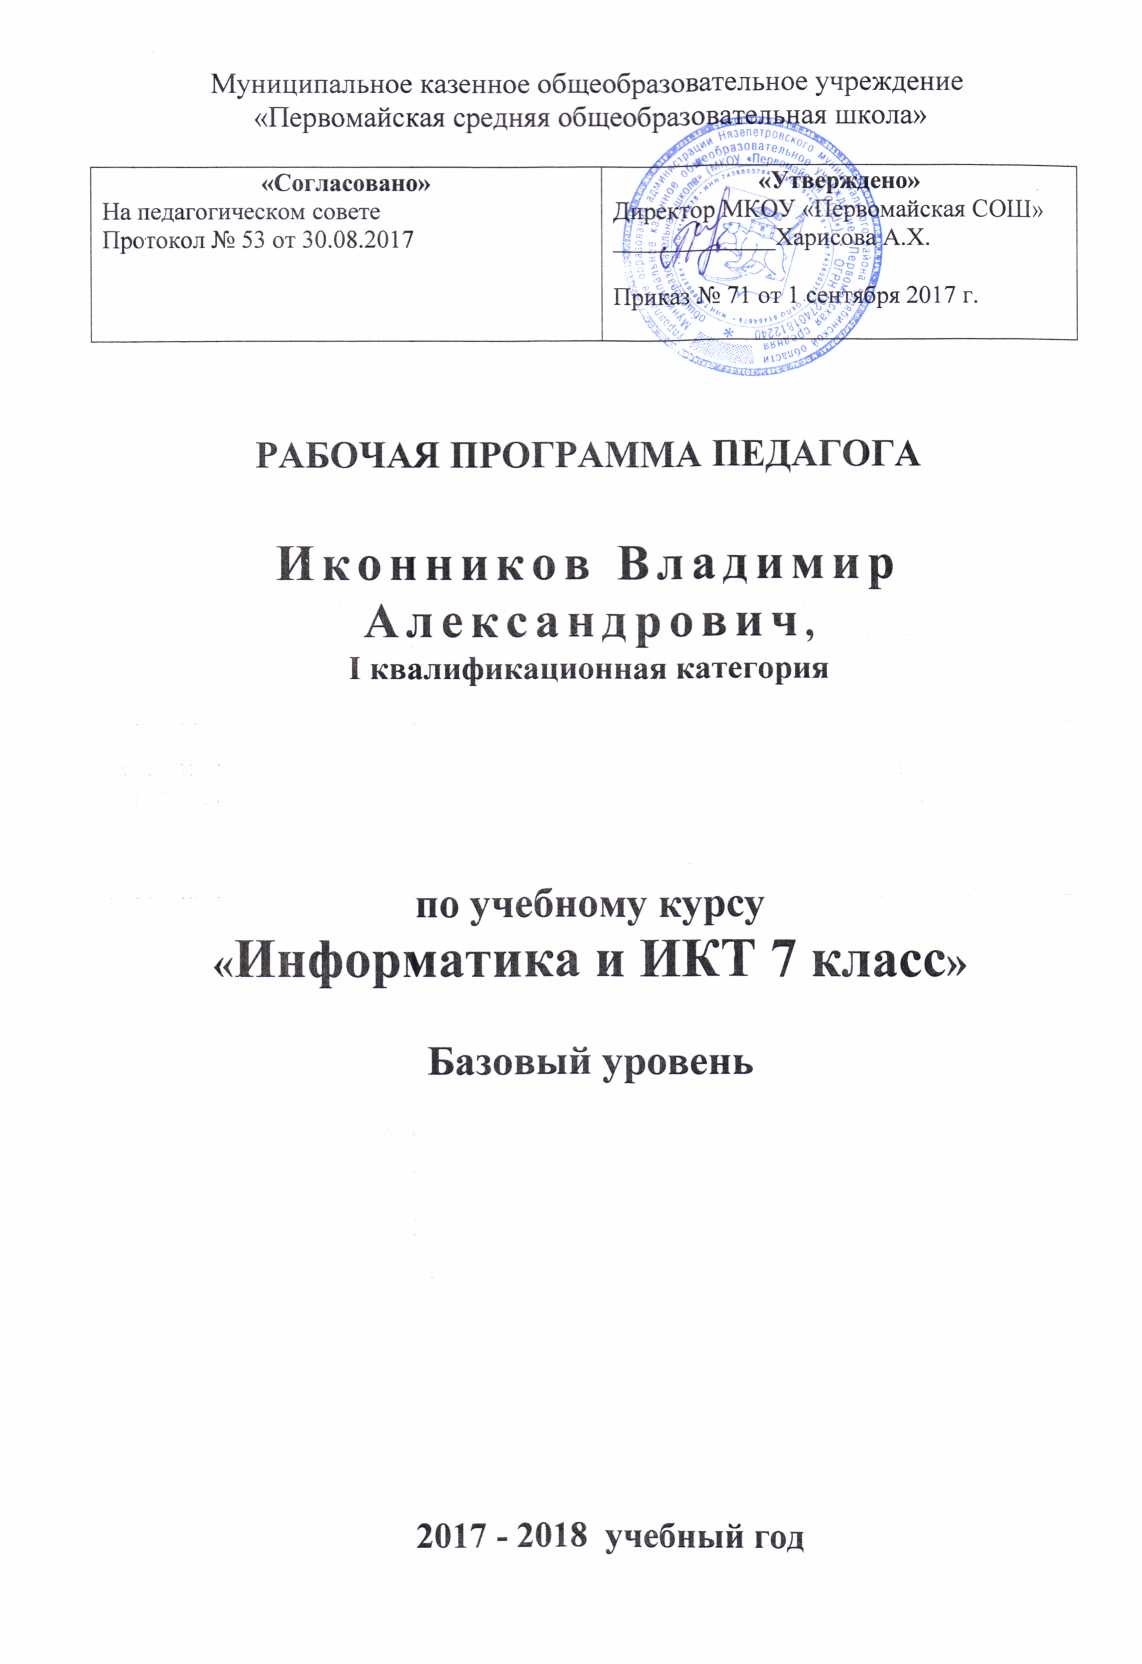 Муниципальное казенное общеобразовательное учреждение
«Первомайская средняя общеобразовательная школа»
«Согласовано»
На педагогическом совете
Протокол № 53 от 30.08.2017
«Утверждено»
Директор МКОУ «Первомайская СОШ»
_____________Харисова А.Х.
Приказ № 71 от 1 сентября 2017 г.
РАБОЧАЯ ПРОГРАММА ПЕДАГОГА
Иконников Владимир
Александрович,
I квалификационная категория
по учебному курсу
«Информатика и ИКТ 7 класс»
Базовый уровень
2017 - 2018 учебный год